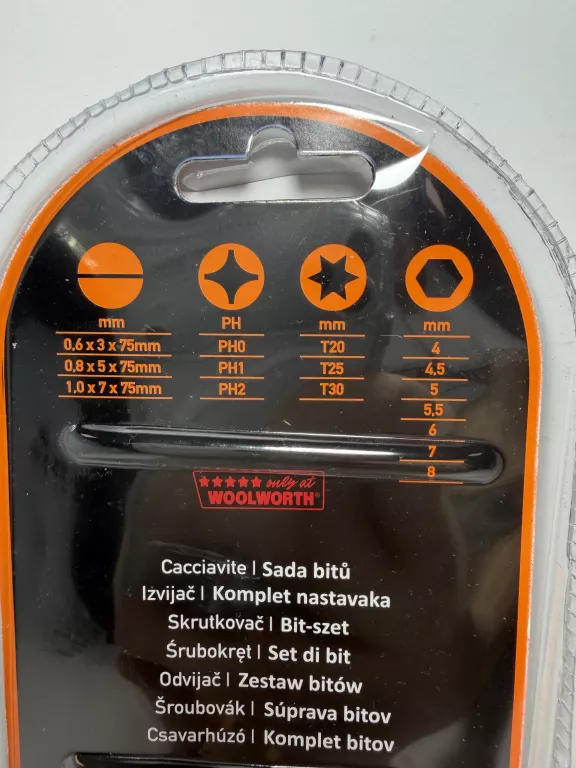 mm PH mm mm
0,6 x 3 x 75mm PH0 T20 4
0,8 x 5 x 75mm PH1 T25 4,5
1,0 x 7 x 75mm PH2 T30 5
5,5
6
7
8
only at
WOOLWORTH®
Cacciavite | Sada bitů
Izvijač | Komplet nastavaka
Skrutkovač | Bit-szet
Śrubokręt | Set di bit
Odvijač | Zestaw bitów
Šroubovák | Súprava bitov
Csavarhúzó | Komplet bitov